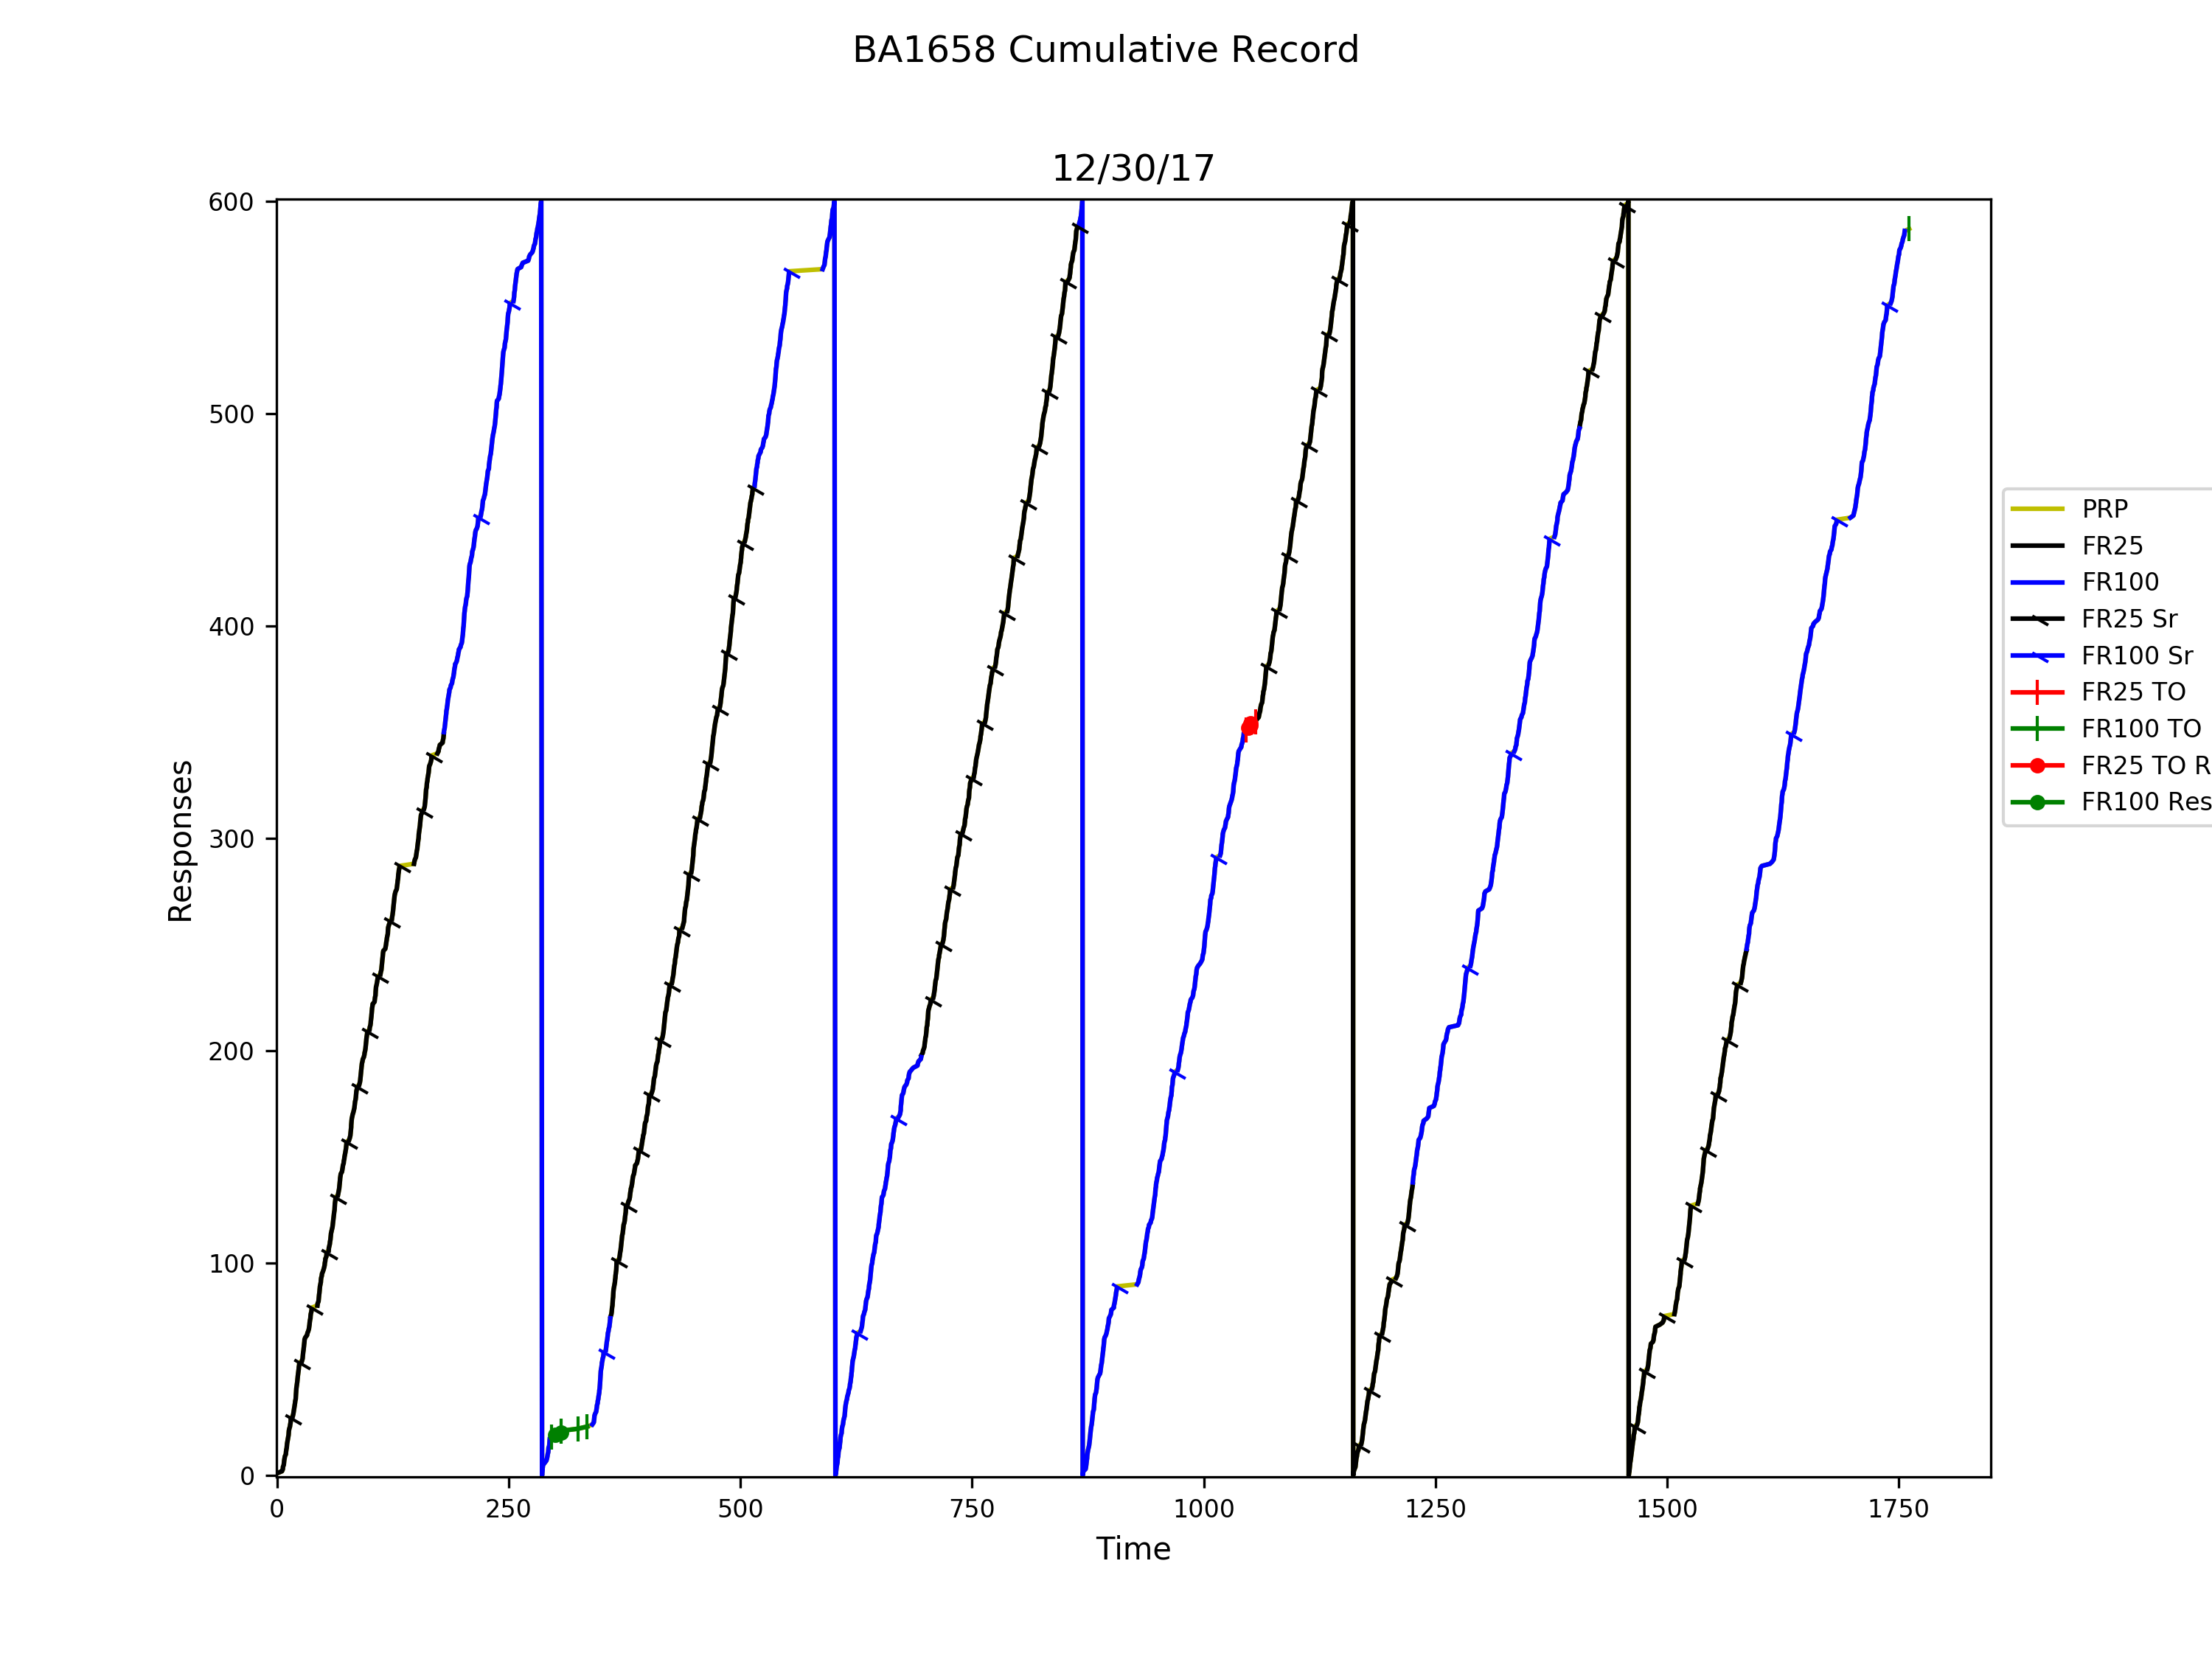 BA1658 Cumulative Record
12/30/17
600
500
400
300
200
100
0
Responses
0 250 500 750 1000 1250 1500 1750
Time
PRP
FR25
FR100
FR25 Sr
FR100 Sr
FR25 TO
FR100 TO
FR25 TO R
FR100 Res